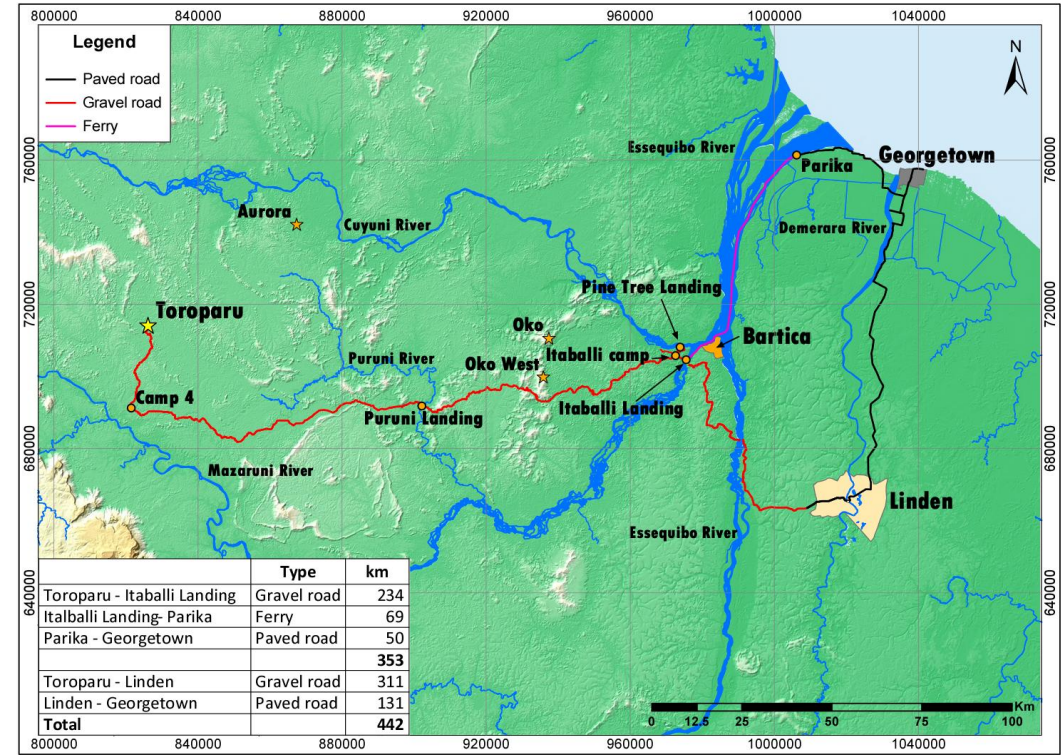 800000 840000 880000 920000 960000 1000000 1040000
Legend
Paved road
Gravel road
Ferry
N
760000
720000
680000
640000
760000
720000
680000
640000
Essequibo River
Parika
Georgetown
Aurora
Cuyuni River
Demerara River
Pine Tree Landing
Toroparu
Oko
Bartica
Itaballi camp
Puruni River
Oko West
Camp 4
Itaballi Landing
Puruni Landing
Mazaruni River
Linden
Essequibo River
Type km
Toroparu - Itaballi Landing Gravel road 234
Italballi Landing- Parika Ferry 69
Parika - Georgetown Paved road 50
353
Toroparu - Linden Gravel road 311
Linden - Georgetown Paved road 131
Total 442
Km
0 12.5 25 50 75 100
800000 840000 880000 920000 960000 1000000 1040000